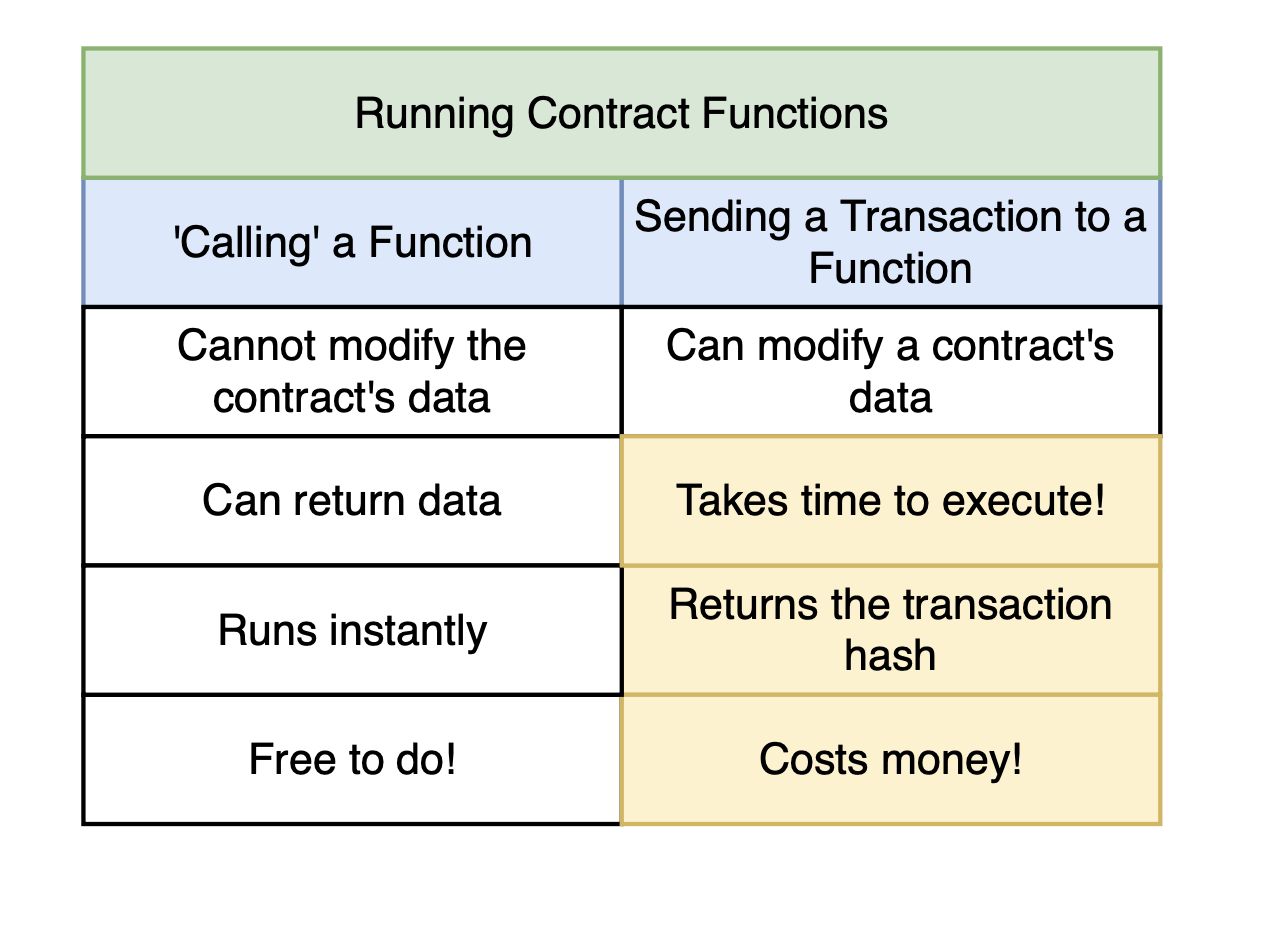 Running Contract Functions
'Calling' a Function
Sending a Transaction to a
Function
Cannot modify the
contract's data
Can modify a contract's
data
Can return data
Takes time to execute!
Runs instantly
Returns the transaction
hash
Free to do!
Costs money!